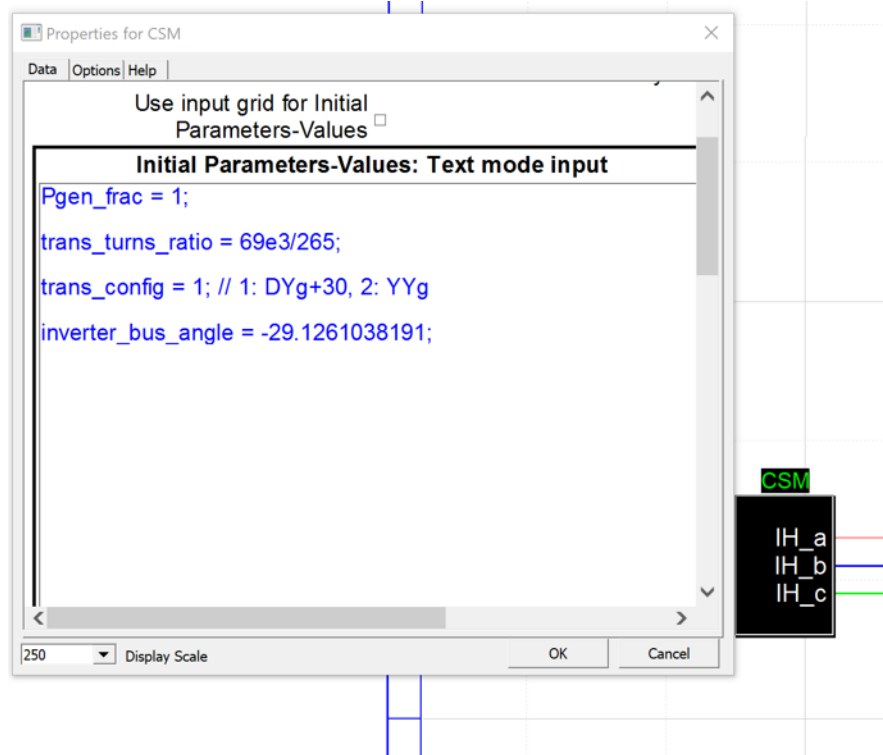 Properties for CSM
Data Options Help
Use input grid for Initial
Parameters-Values
Initial Parameters-Values: Text mode input
Pgen_frac = 1;
trans_turns_ratio = 69e3/265;
trans_config = 1; // 1: DYg+30, 2: YYg
inverter_bus_angle = -29.1261038191;
CSM
IH_a
IH_b
IH_c
250 Display Scale OK Cancel